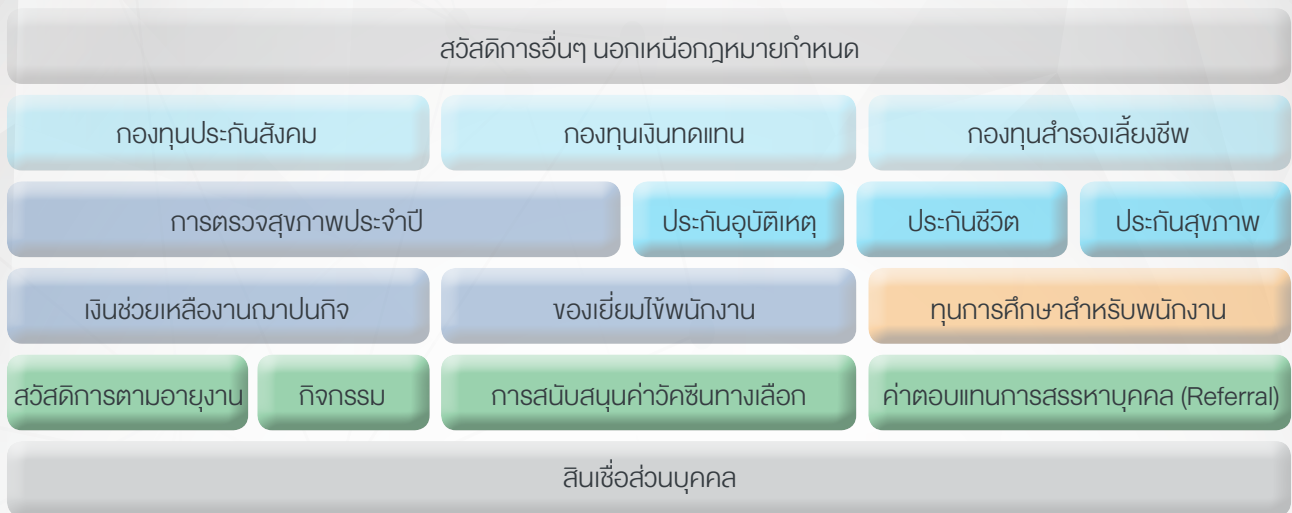 สวัสดิการอื่นๆ นอกเหนือกฎหมายกำหนด
กองทุนประกันสังคม
กองทุนเงินทดแทน
กองทุนสำรองเลี้ยงชีพ
การตรวจสุขภาพประจำปี
ประกันอุบัติเหตุ
ประกันชีวิต
ประกันสุขภาพ
เงินช่วยเหลืองานฌาปนกิจ
ของเยี่ยมไข้พนักงาน
ทุนการศึกษาสำหรับพนักงาน
สวัสดิการตามอายุงาน
กิจกรรม
การสนับสนุนค่าวัคซีนทางเลือก
ค่าตอบแทนการสรรหาบุคคล (Referral)
สินเชื่อส่วนบุคคล